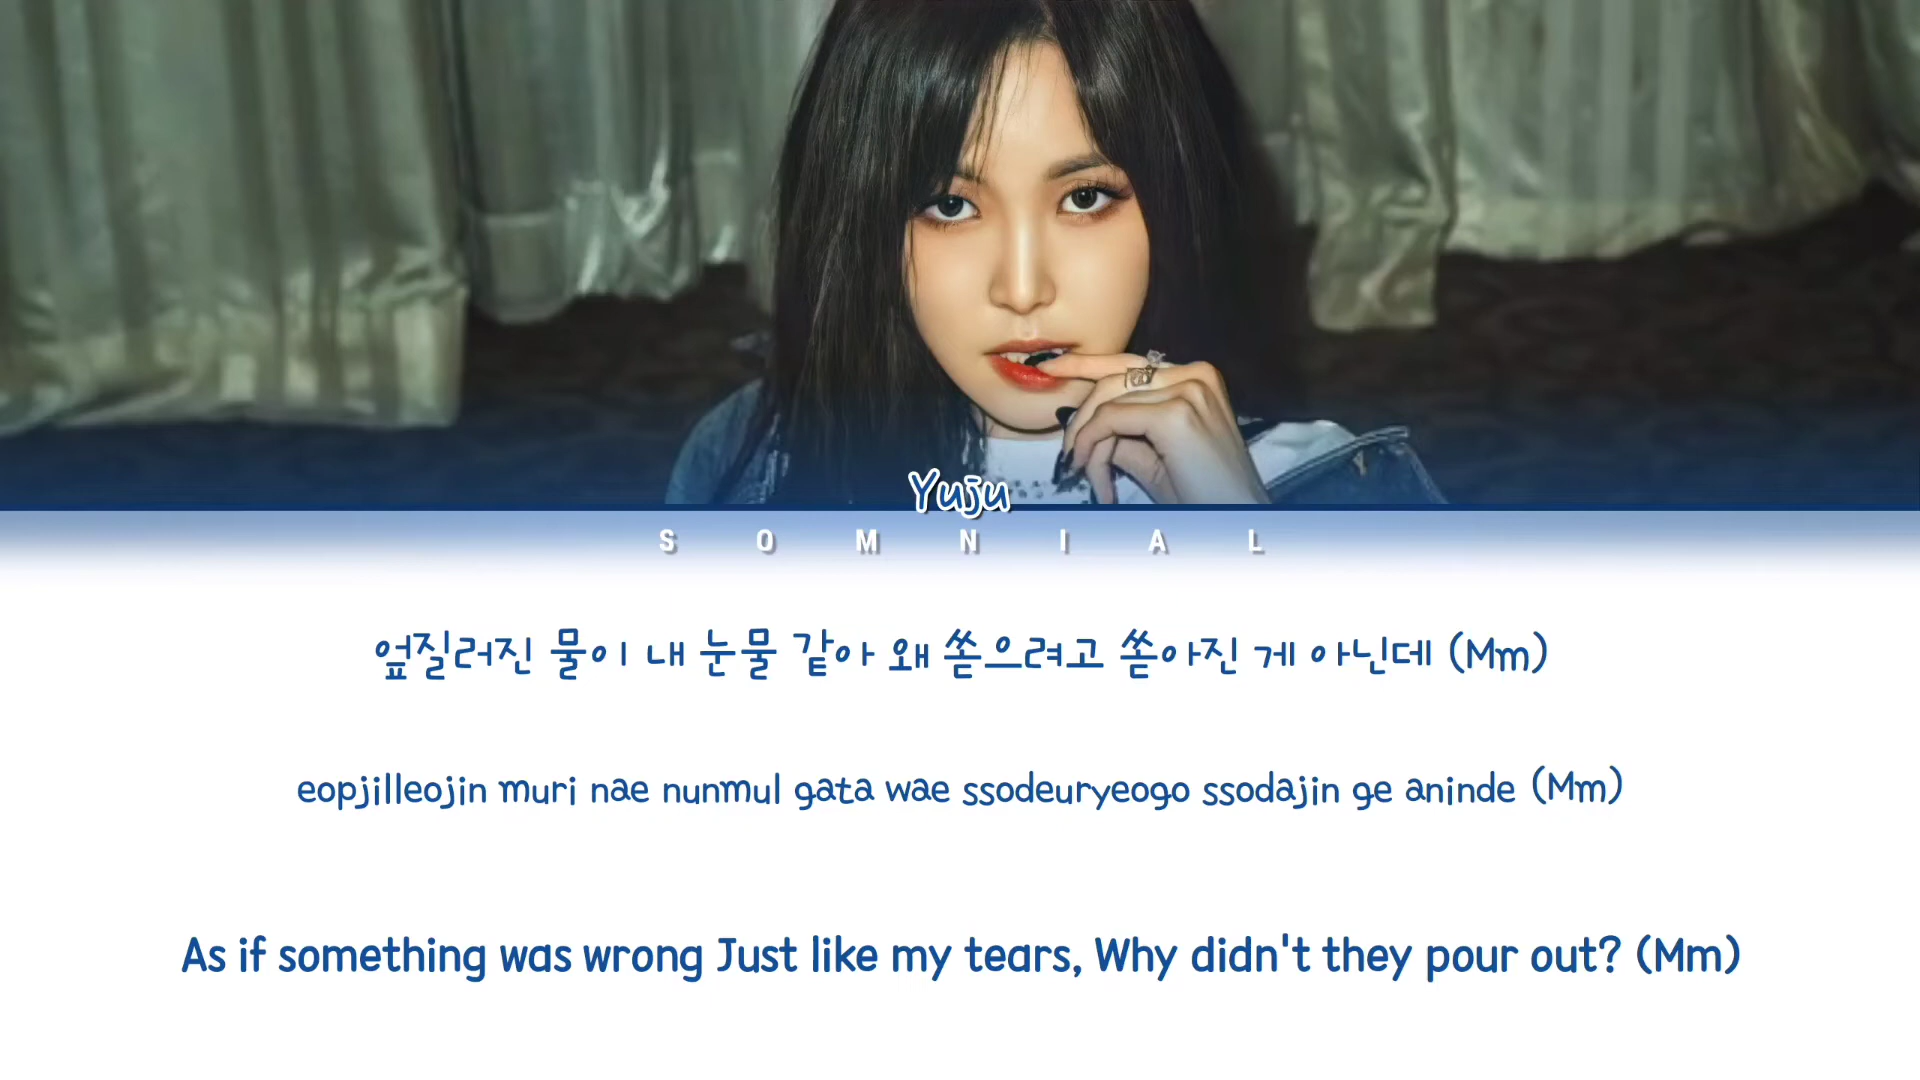 Yuju
SOMNIAL
엎질러진 물이 내 눈물 같아 왜 쏟으려고 쏟아진 게 아닌데 (Mm)
eopjilleojin muri nae nunmul gata wae ssodeuryeogo ssodajin ge aninde (Mm)
As if something was wrong Just like my tears, Why didn't they pour out? (Mm)